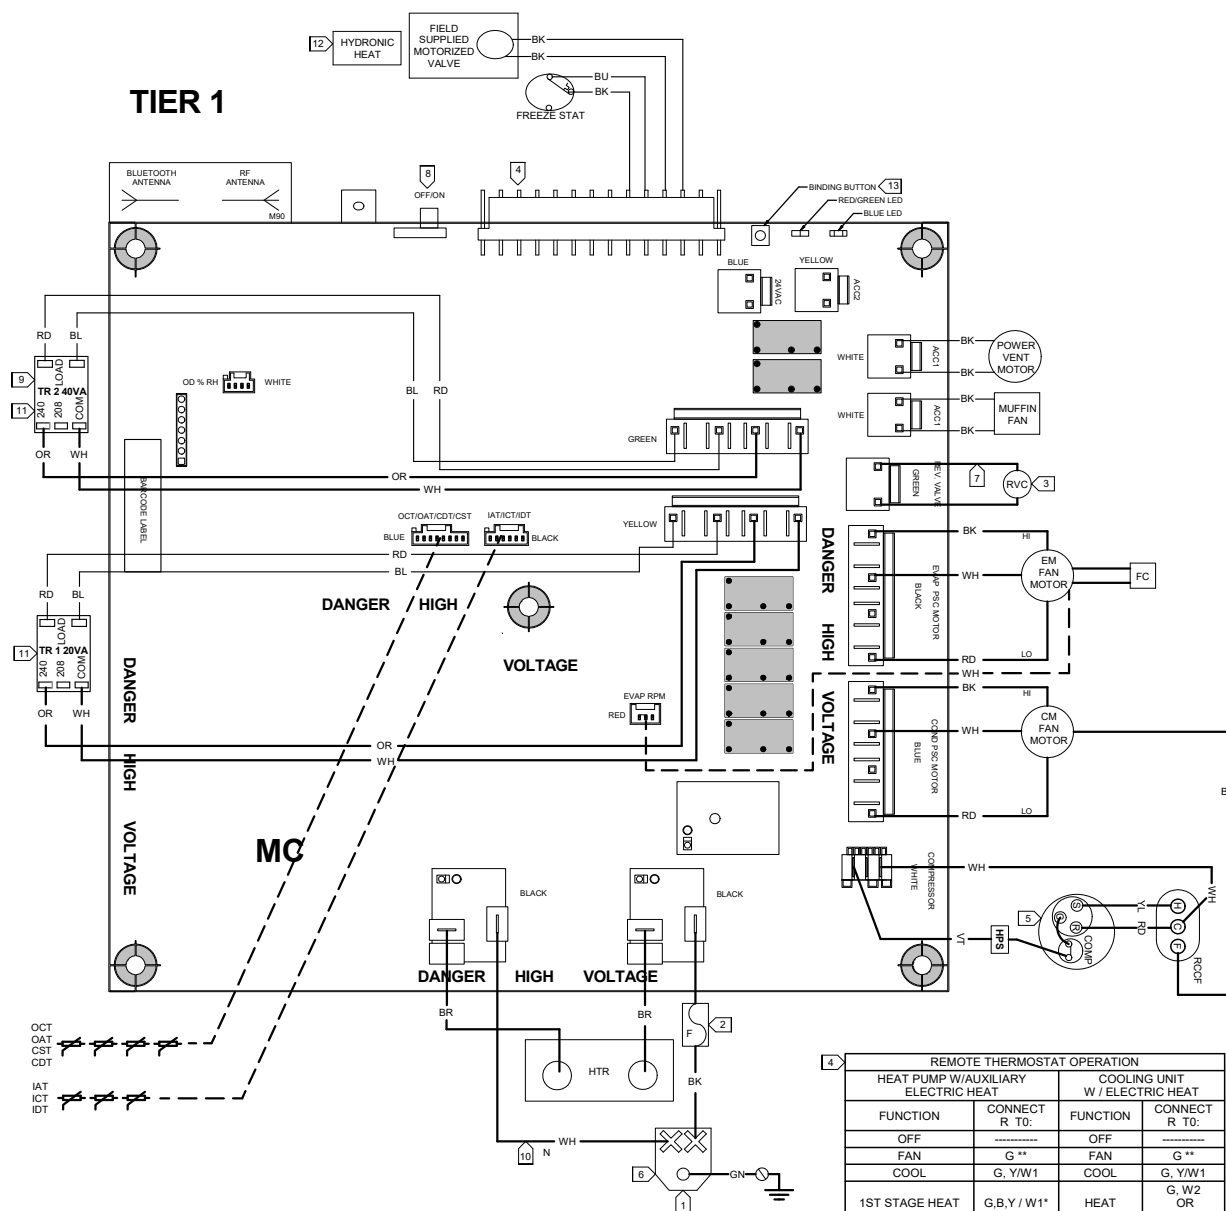 TIER 1
12
HYDRONIC
HEAT
FIELD
SUPPLIED
MOTORIZED
VALVE
BK
BK
BU
BK
FREEZE STAT
BLUETOOTH
ANTENNA
RF
ANTENNA
M90
8
OFF/ON
4
BINDING BUTTON
13
RED/GREEN LED
BLUE LED
BLUE
24VAC
YELLOW
ACC2
RD
BL
9
11
LOAD
TR 2 40VA
240
208
COM
OR
WH
OD % RH
WHITE
BL
RD
GREEN
OR
WH
WHITE
ACC1
BK
BK
POWER
VENT
MOTOR
WHITE
ACC1
BK
BK
MUFFIN
FAN
REV. VALVE
GREEN
7
RVC
3
BARCODE LABEL
OCT/OAT/CDT/CST
BLUE
IAT/ICT/IDT
BLACK
YELLOW
RD
BL
RD
BL
11
LOAD
TR 1 20VA
240
208
COM
OR
WH
DANGER HIGH
VOLTAGE
DANGER
HIGH
VOLTAGE
DANGER
HIGH
VOLTAGE
EVAP PSC MOTOR
BLACK
BK
HI
WH
EM
FAN
MOTOR
FC
RD
LO
WH
EVAP RPM
RED
OR
WH
COND PSC MOTOR
BLUE
BK
HI
WH
CM
FAN
MOTOR
RD
LO
B
MC
COMPRESSOR
WHITE
WH
WH
VT
HPS
5
S
R
C
COMP
YL
RD
H
C
F
RCCF
BLACK
BLACK
DANGER HIGH VOLTAGE
BR
BR
F
2
HTR
BK
OCT
OAT
CST
CDT
IAT
ICT
IDT
10
N
WH
6
1
GN
4
REMOTE THERMOSTAT OPERATION
HEAT PUMP W/AUXILIARY
ELECTRIC HEAT
COOLING UNIT
W / ELECTRIC HEAT
FUNCTION
CONNECT
R T0:
FUNCTION
CONNECT
R T0:
OFF ----------- OFF -----------
FAN G ** FAN G **
COOL G, Y/W1 COOL G, Y/W1
1ST STAGE HEAT G,B,Y / W1* HEAT G, W2
OR